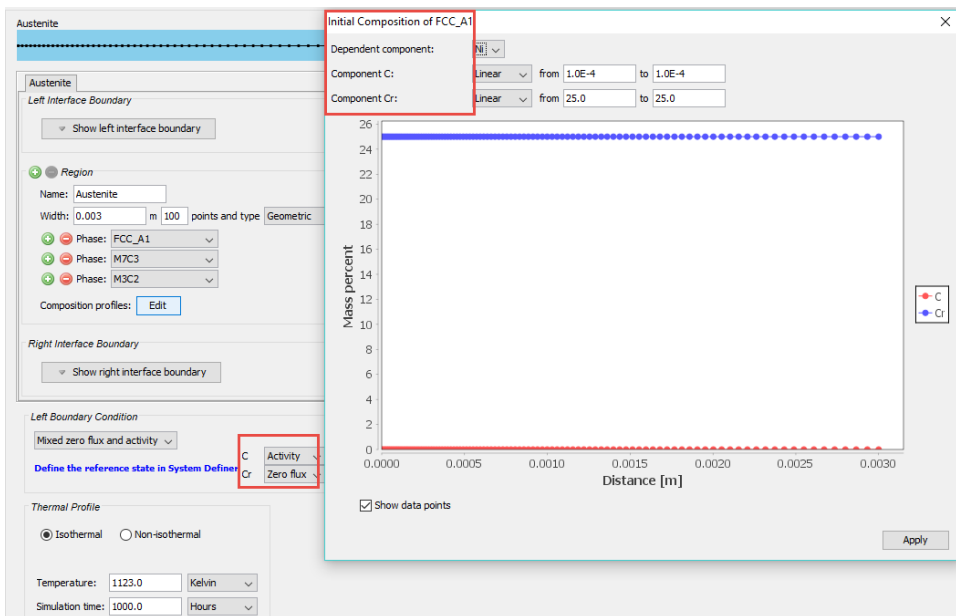 Austenite
Austenite
Left Interface Boundary
Show left interface boundary
Region
Name: Austenite
Width: 0.003 m 100 points and type Geometric
Phase: FCC_A1
Phase: M7C3
Phase: M3C2
Composition profiles: Edit
Right Interface Boundary
Show right interface boundary
Left Boundary Condition
Mixed zero flux and activity
C Activity
Define the reference state in System Definer
Cr Zero flux
Thermal Profile
Isothermal Non-isothermal
Temperature: 1123.0 Kelvin
Simulation time: 1000.0 Hours
Initial Composition of FCC_A1
Dependent component: Ni
Component C: Linear from 1.0E-4 to 1.0E-4
Component Cr: Linear from 25.0 to 25.0
26
24
22
20
18
16
14
12
10
8
6
4
2
0
Mass percent
0.0000 0.0005 0.0010 0.0015 0.0020 0.0025 0.0030
Distance [m]
C
Cr
Show data points
Apply